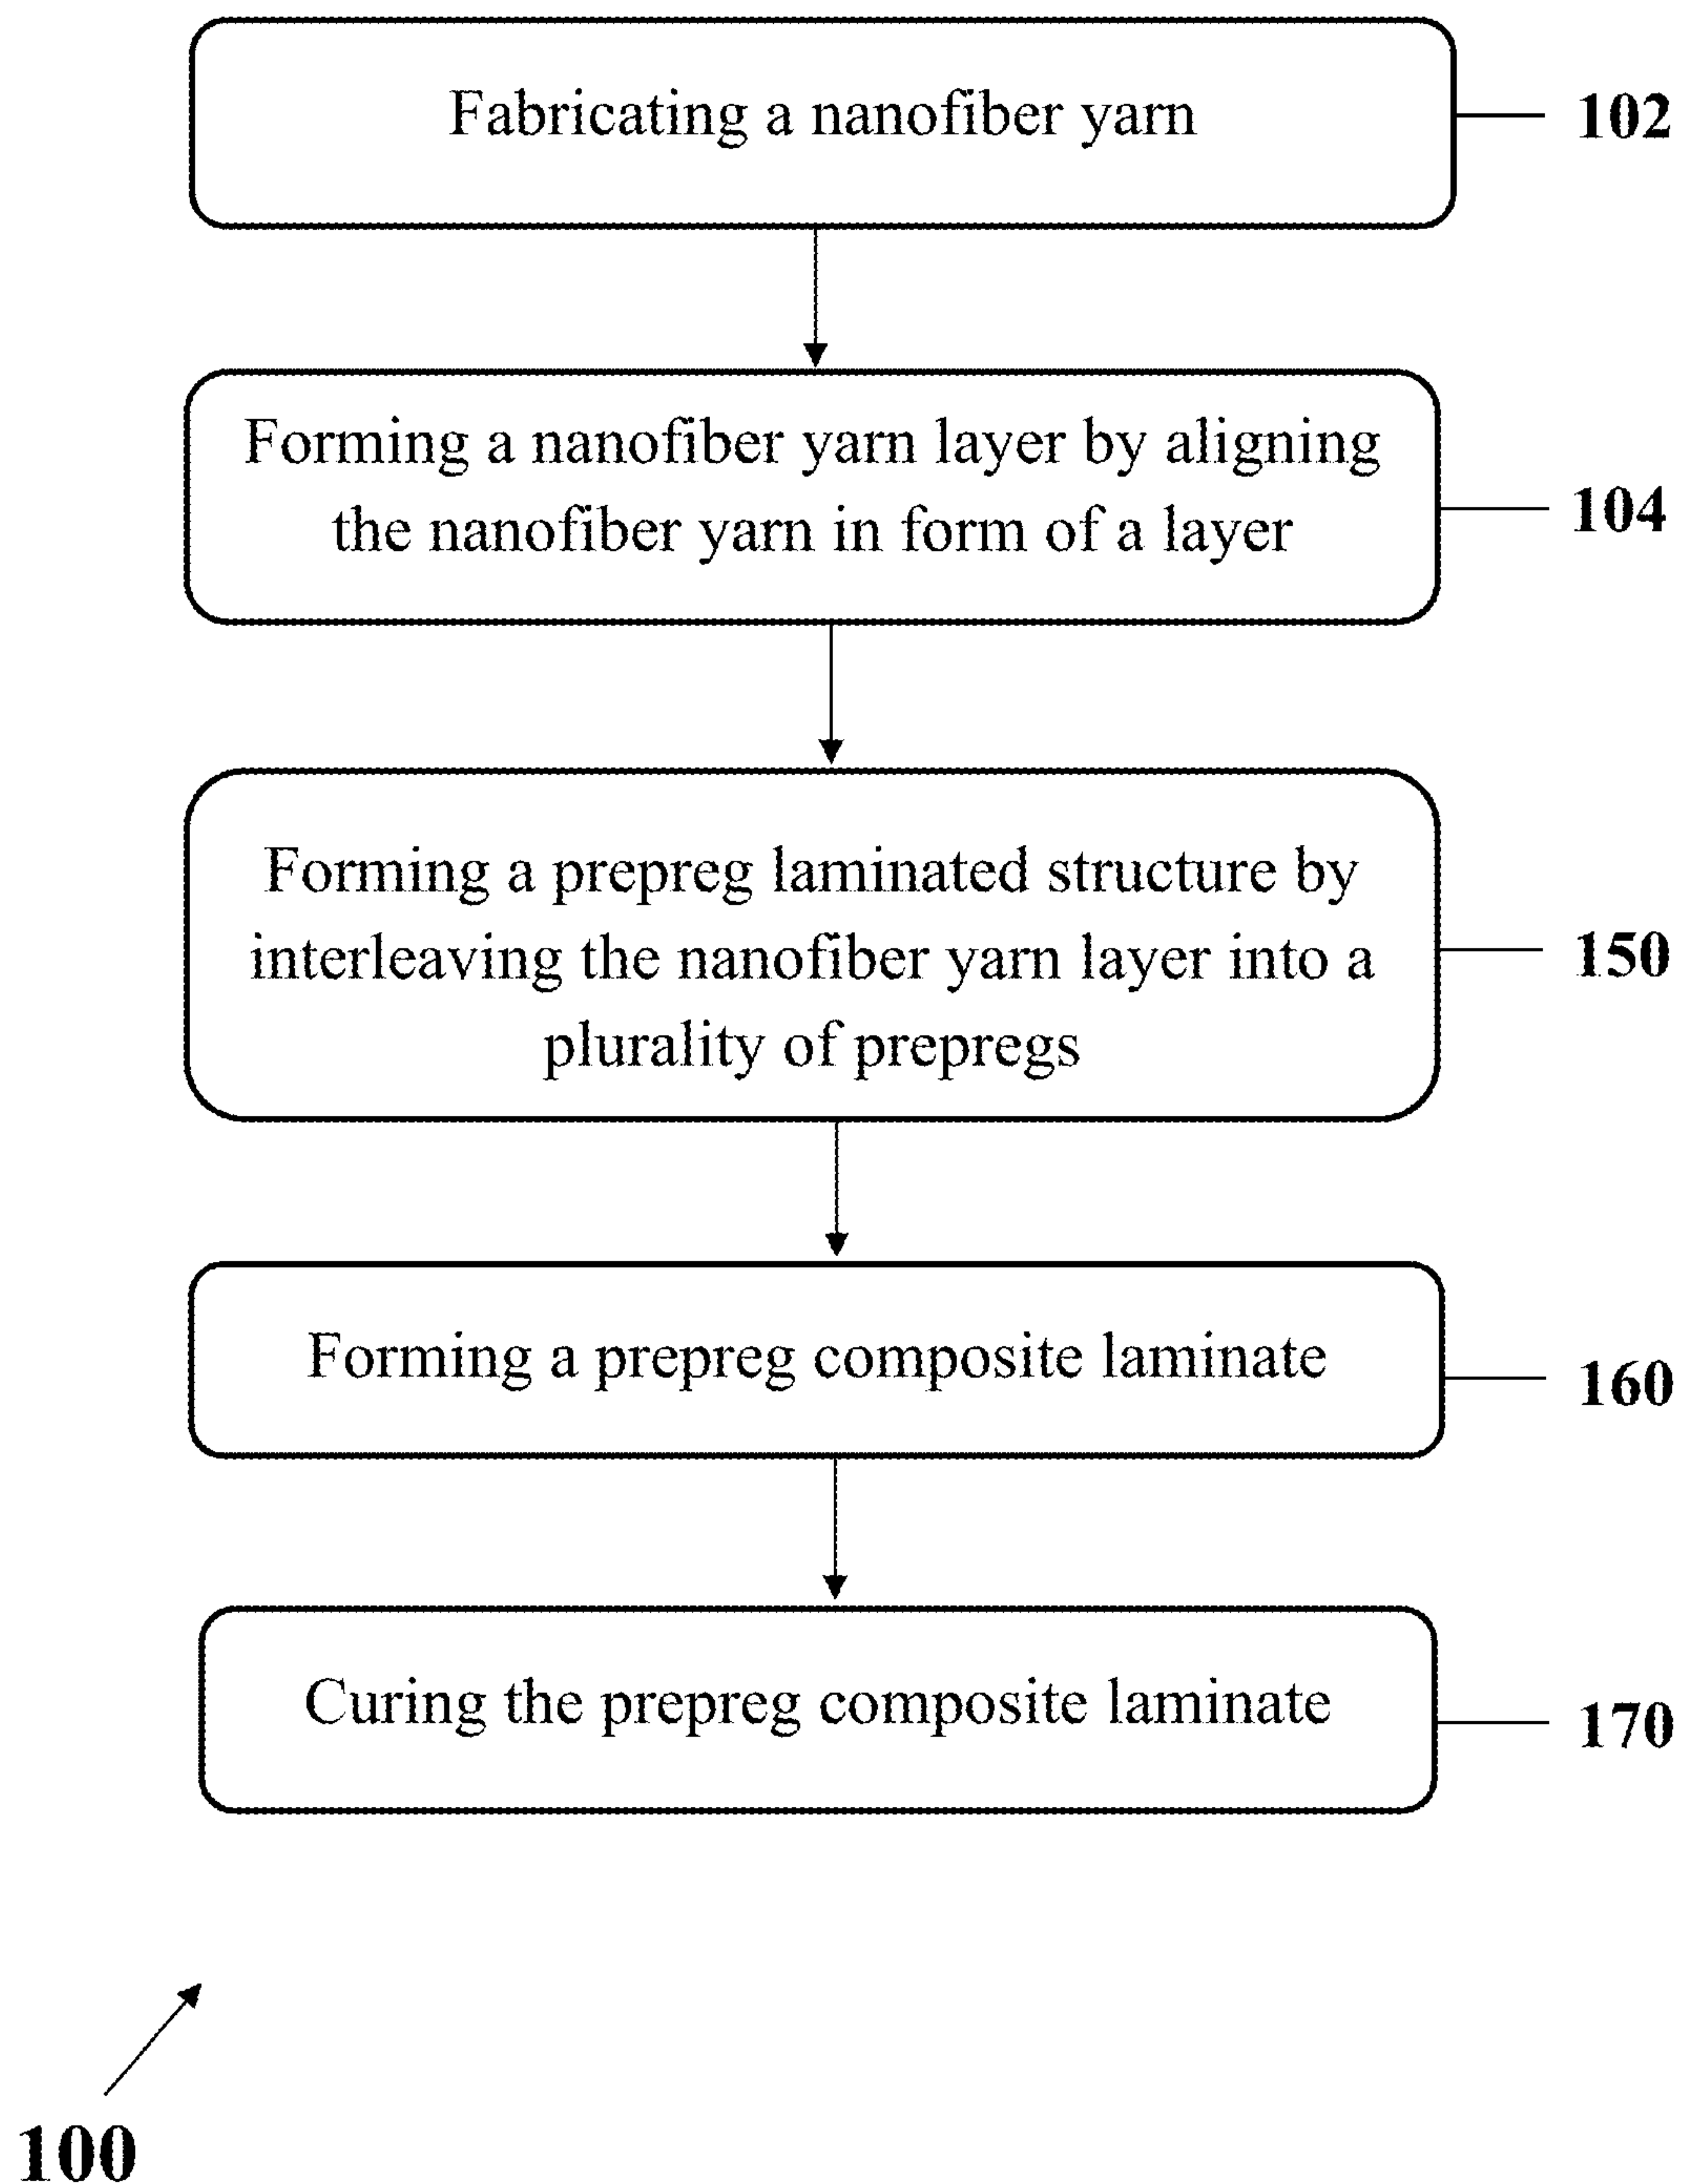 Fabricating a nanofiber yarn
102
Forming a nanofiber yarn layer by aligning
the nanofiber yarn in form of a layer
104
Forming a prepreg laminated structure by
interleaving the nanofiber yarn layer into a
plurality of prepregs
150
Forming a prepreg composite laminate
160
Curing the prepreg composite laminate
170
100